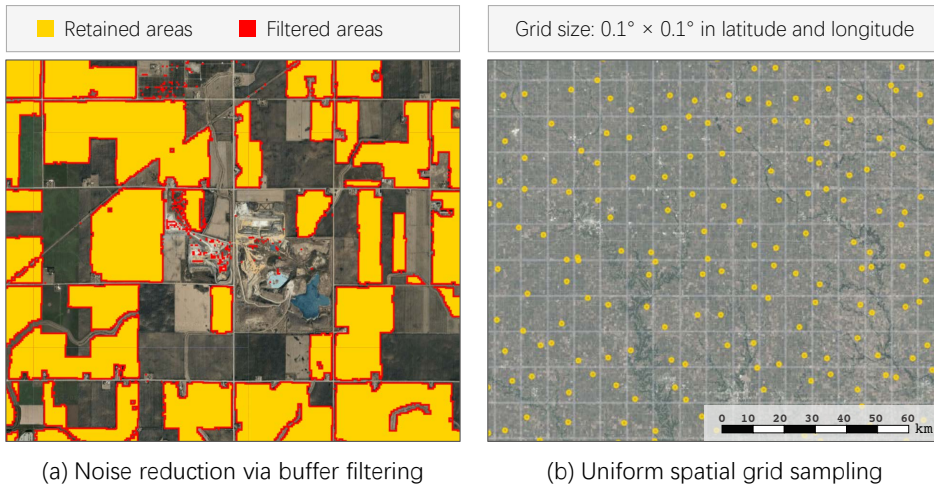 Retained areas
Filtered areas
Grid size: 0.1° × 0.1° in latitude and longitude
0 10 20 30 40 50 60
km
(a) Noise reduction via buffer filtering
(b) Uniform spatial grid sampling